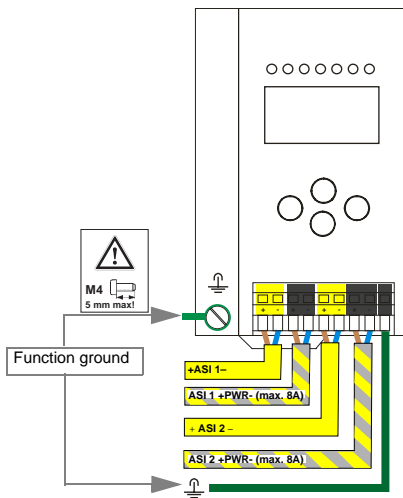 M4
5 mm max!
Function ground
+ - + -
+ASI 1–
ASI 1 +PWR- (max. 8A)
+ ASI 2 –
ASI 2 +PWR- (max. 8A)